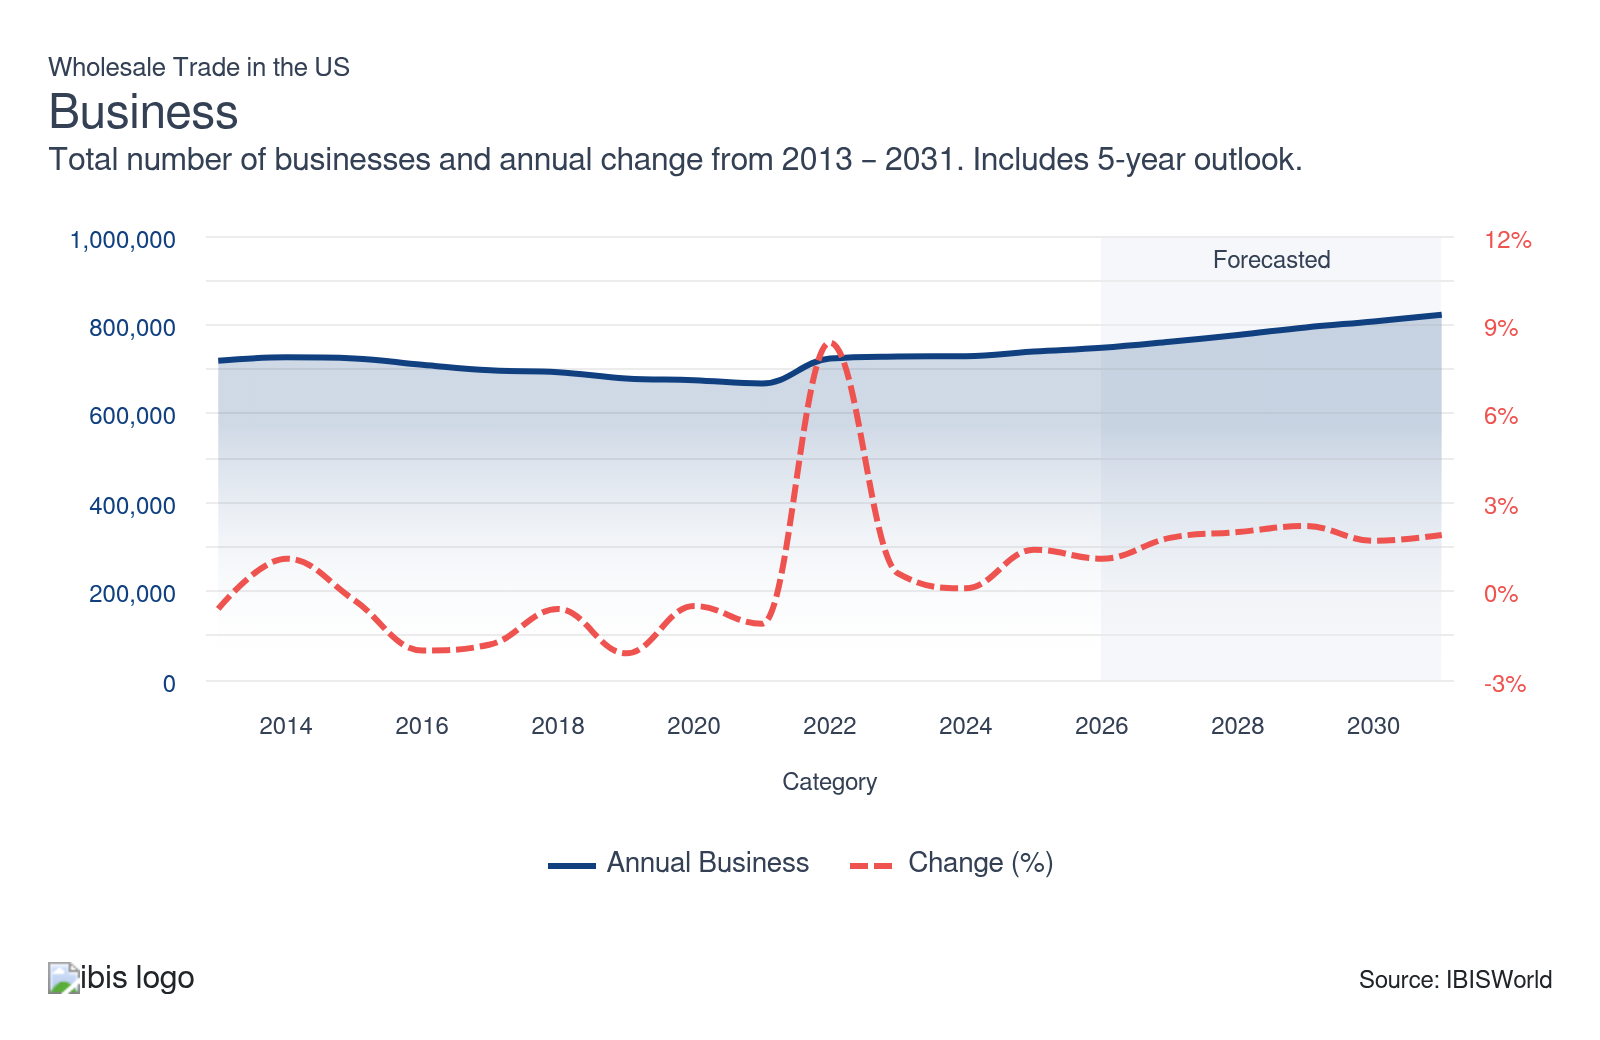 Wholesale Trade in the US
Business
Total number of businesses and annual change from 2013 – 2031. Includes 5-year outlook.
1,000,000
12%
Forecasted
800,000
9%
600,000
6%
400,000
3%
200,000
0%
0
-3%
2014 2016 2018 2020 2022 2024 2026 2028 2030
Category
Annual Business Change (%)
ibis logo
Source: IBISWorld